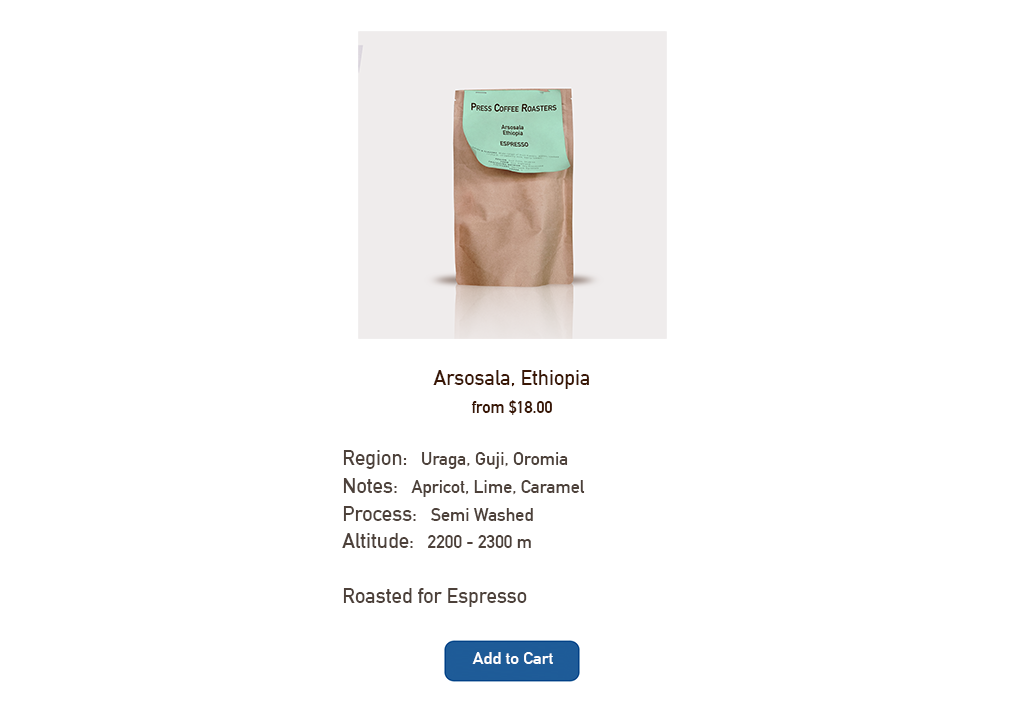 PRESS COFFEE ROASTERS
Arsosala
Ethiopia
ESPRESSO
Arsosala, Ethiopia
from $18.00
Region: Uraga, Guji, Oromia
Notes: Apricot, Lime, Caramel
Process: Semi Washed
Altitude: 2200 - 2300 m
Roasted for Espresso
Add to Cart